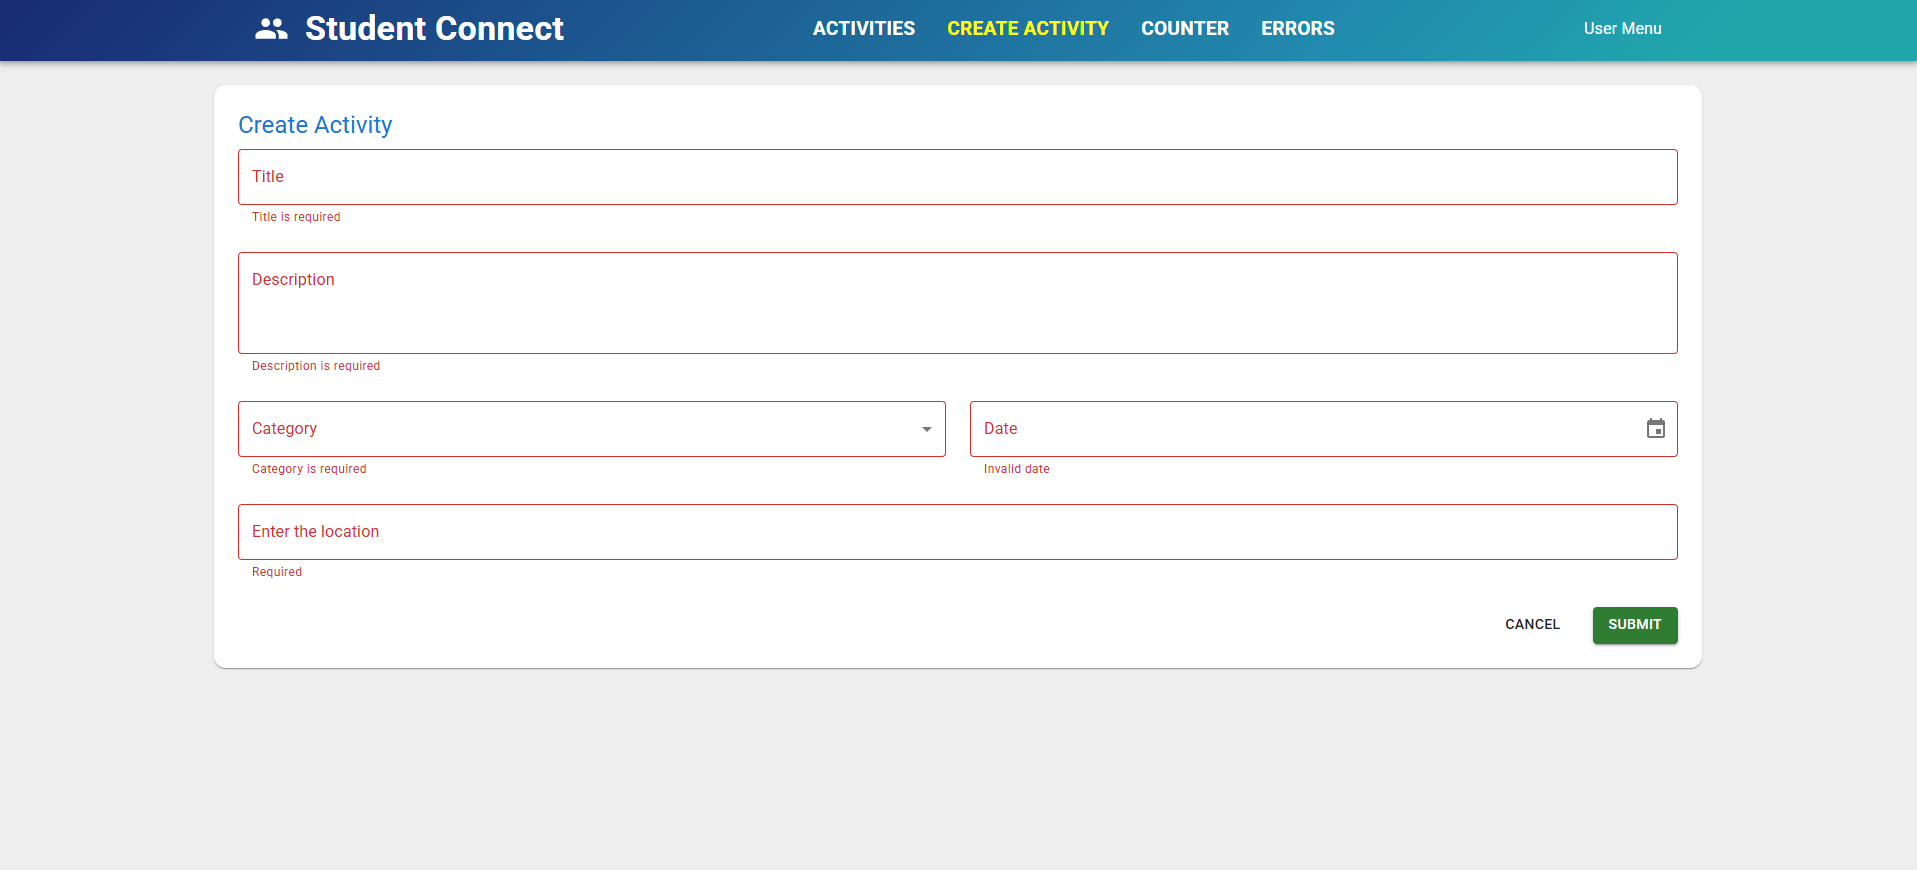 Student Connect
ACTIVITIES CREATE ACTIVITY COUNTER ERRORS
User Menu
Create Activity
Title
Title is required
Description
Description is required
Category
Category is required
Date
Invalid date
Enter the location
Required
CANCEL SUBMIT